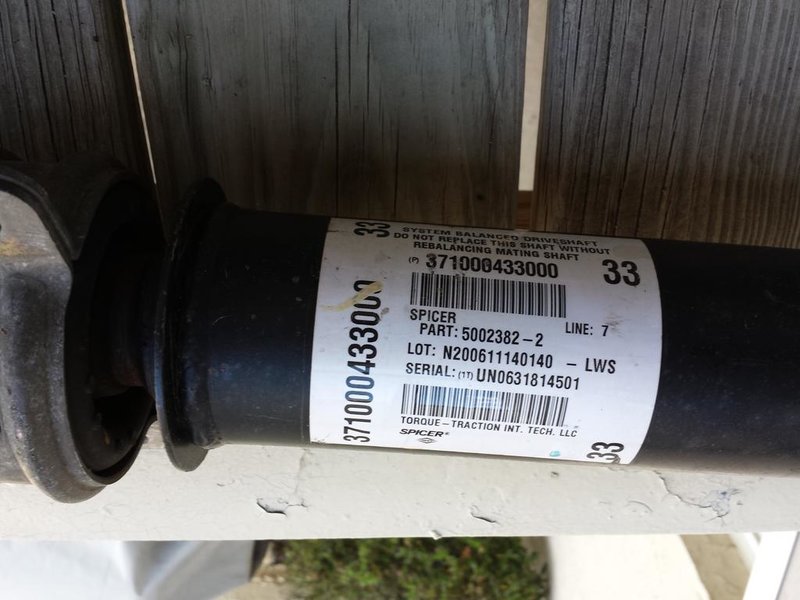 33
SYSTEM BALANCED DRIVESHAFT
DO NOT REPLACE THIS SHAFT WITHOUT
REBALANCING MATING SHAFT
(P) 371000433000
33
371000433000
SPICER
PART: 5002382-2 LINE: 7
LOT: N200611140140 - LWS
SERIAL: (1T) UN0631814501
TORQUE-TRACTION INT. TECH. LLC
SPICER®
33